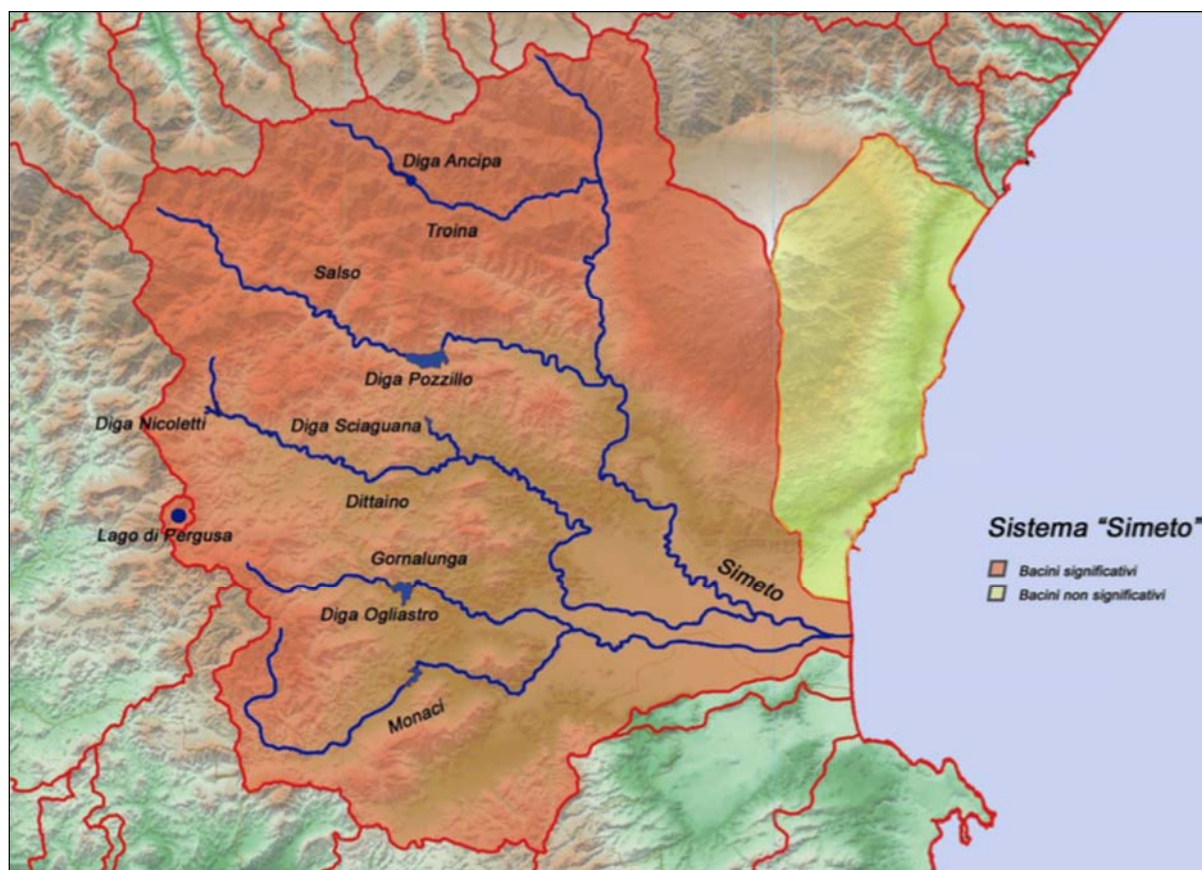 Diga Ancipa
Troina
Salso
Diga Pozzillo
Diga Nicoletti
Diga Sciaguana
Dittaino
Lago di Pergusa
Gornalunga
Simeto
Diga Ogliastro
Monaci
Sistema "Simeto"
Bacini significativi
Bacini non significativi